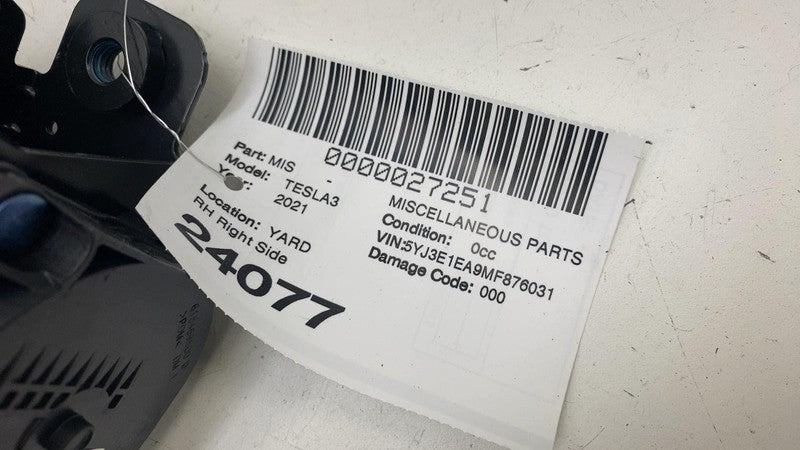 0000027251
Part: MIS -
Model: TESLA3
Year: 2021
Location: YARD
RH Right Side
24077
MISCELLANEOUS PARTS
Condition: 0cc
VIN:5YJ3E1EA9MF876031
Damage Code: 000